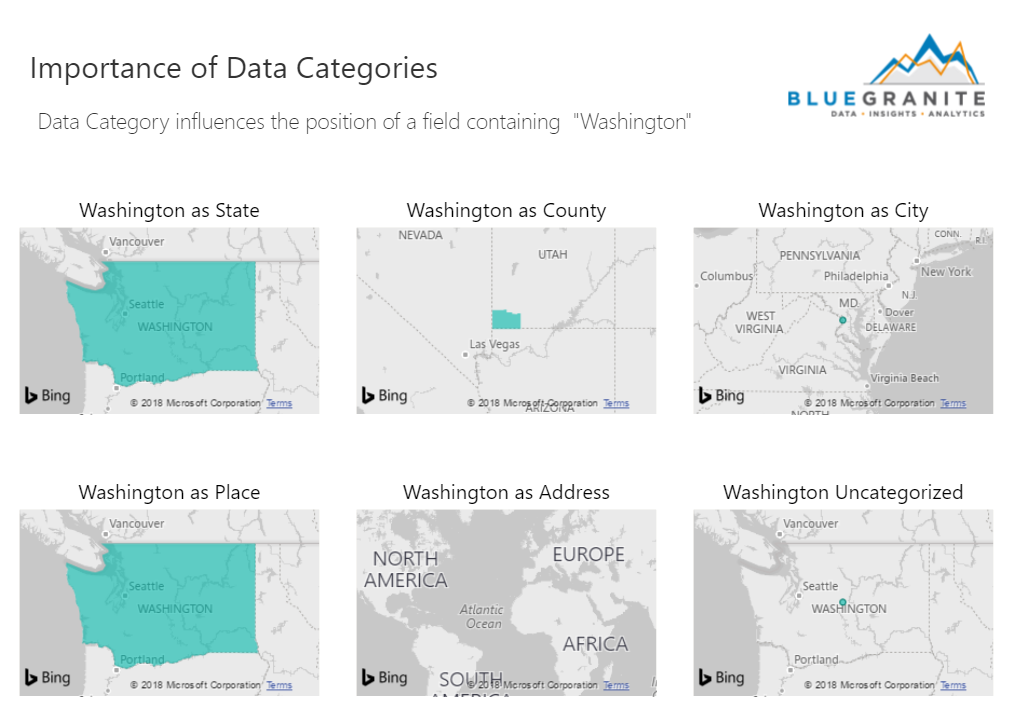 Importance of Data Categories
BLUEGRANITE
DATA • INSIGHTS • ANALYTICS
Data Category influences the position of a field containing "Washington"
Washington as State
Vancouver
Seattle
WASHINGTON
Portland
Bing
© 2018 Microsoft Corporation Terms
Washington as County
NEVADA
UTAH
Las Vegas
ARIZONA
Bing
© 2018 Microsoft Corporation Terms
Washington as City
CONN.
R.I.
PENNSYLVANIA
Columbus
Philadelphia
New York
N.J.
MD
Dover
WEST
VIRGINIA
DELAWARE
VIRGINIA
Virginia Beach
Bing
© 2018 Microsoft Corporation Terms
NORTH
Washington as Place
Vancouver
Seattle
WASHINGTON
Portland
Bing
© 2018 Microsoft Corporation Terms
Washington as Address
NORTH
AMERICA
EUROPE
Atlantic
Ocean
AFRICA
SOUTH
AMERICA
Bing
© 2018 Microsoft Corporation Terms
Washington Uncategorized
Vancouver
Seattle
WASHINGTON
Portland
Bing
© 2018 Microsoft Corporation Terms